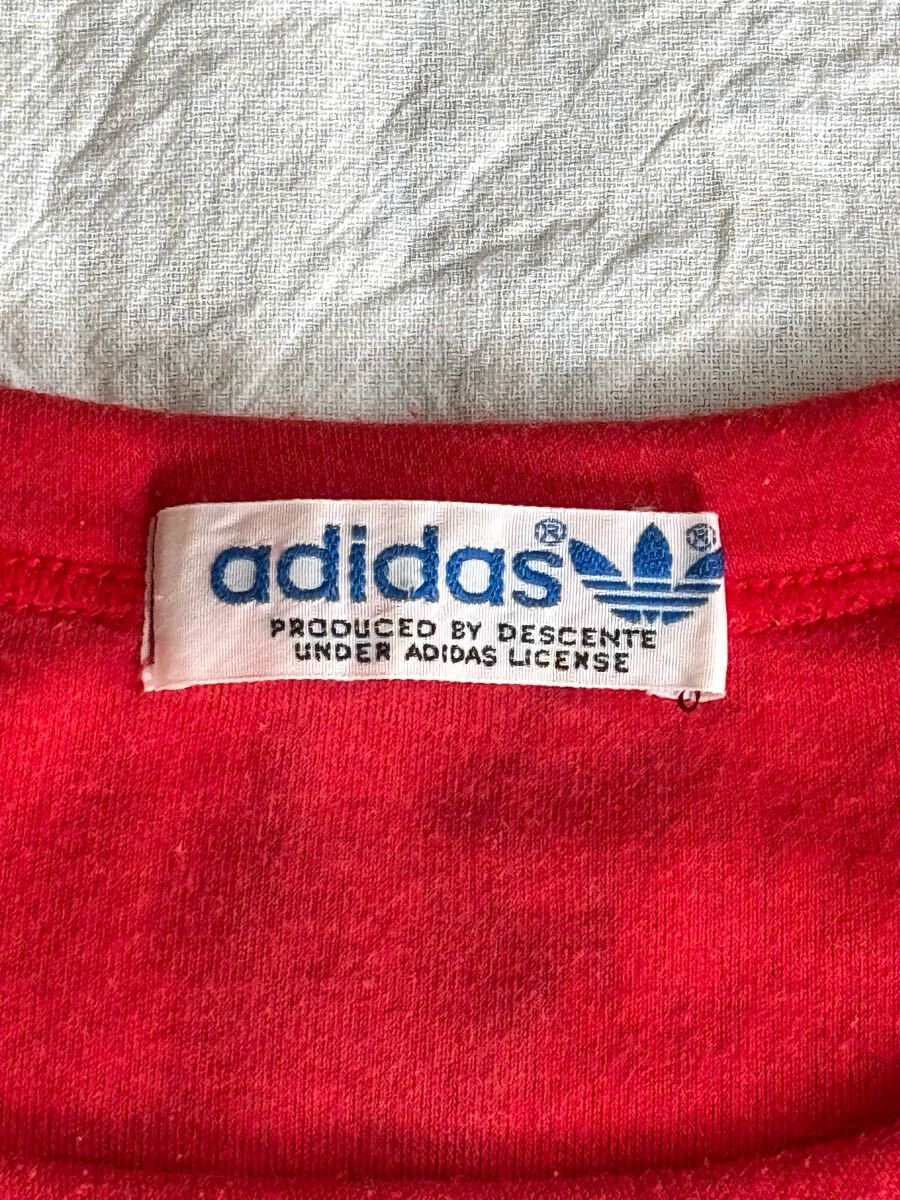 adidas®
®
PRODUCED BY DESCENTE
UNDER ADIDAS LICENSE